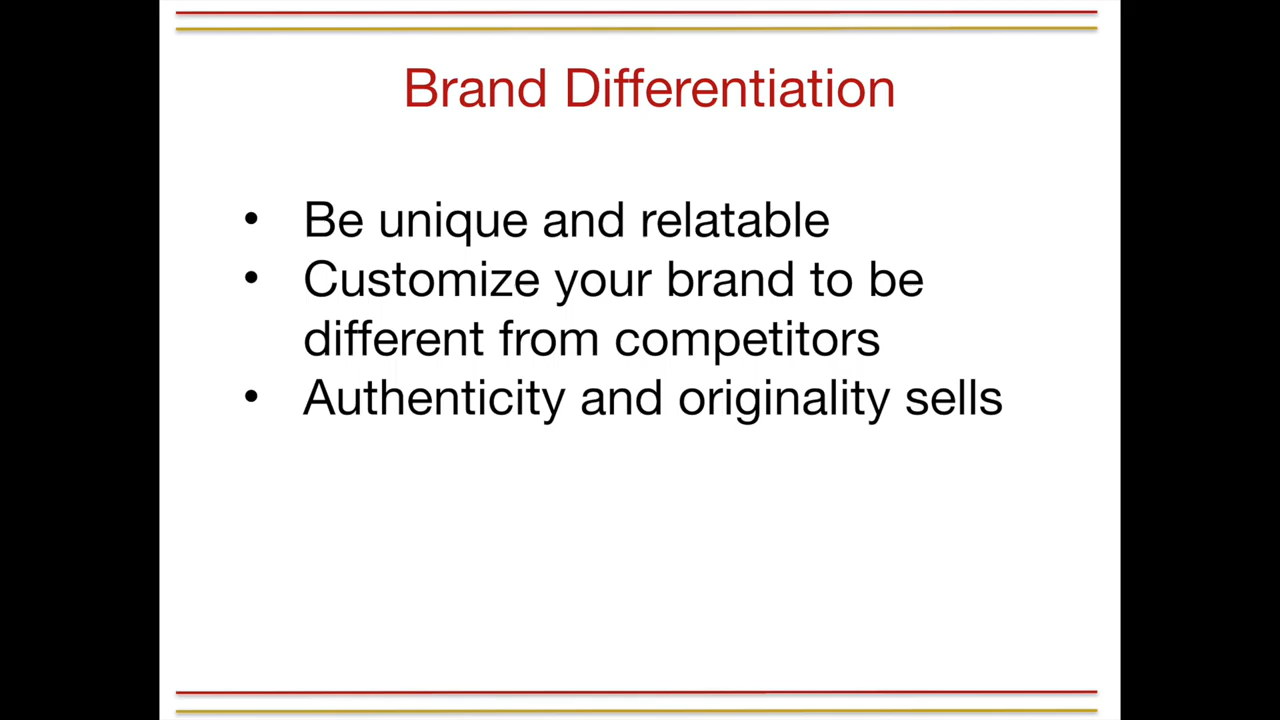 Brand Differentiation
• Be unique and relatable
• Customize your brand to be
different from competitors
• Authenticity and originality sells